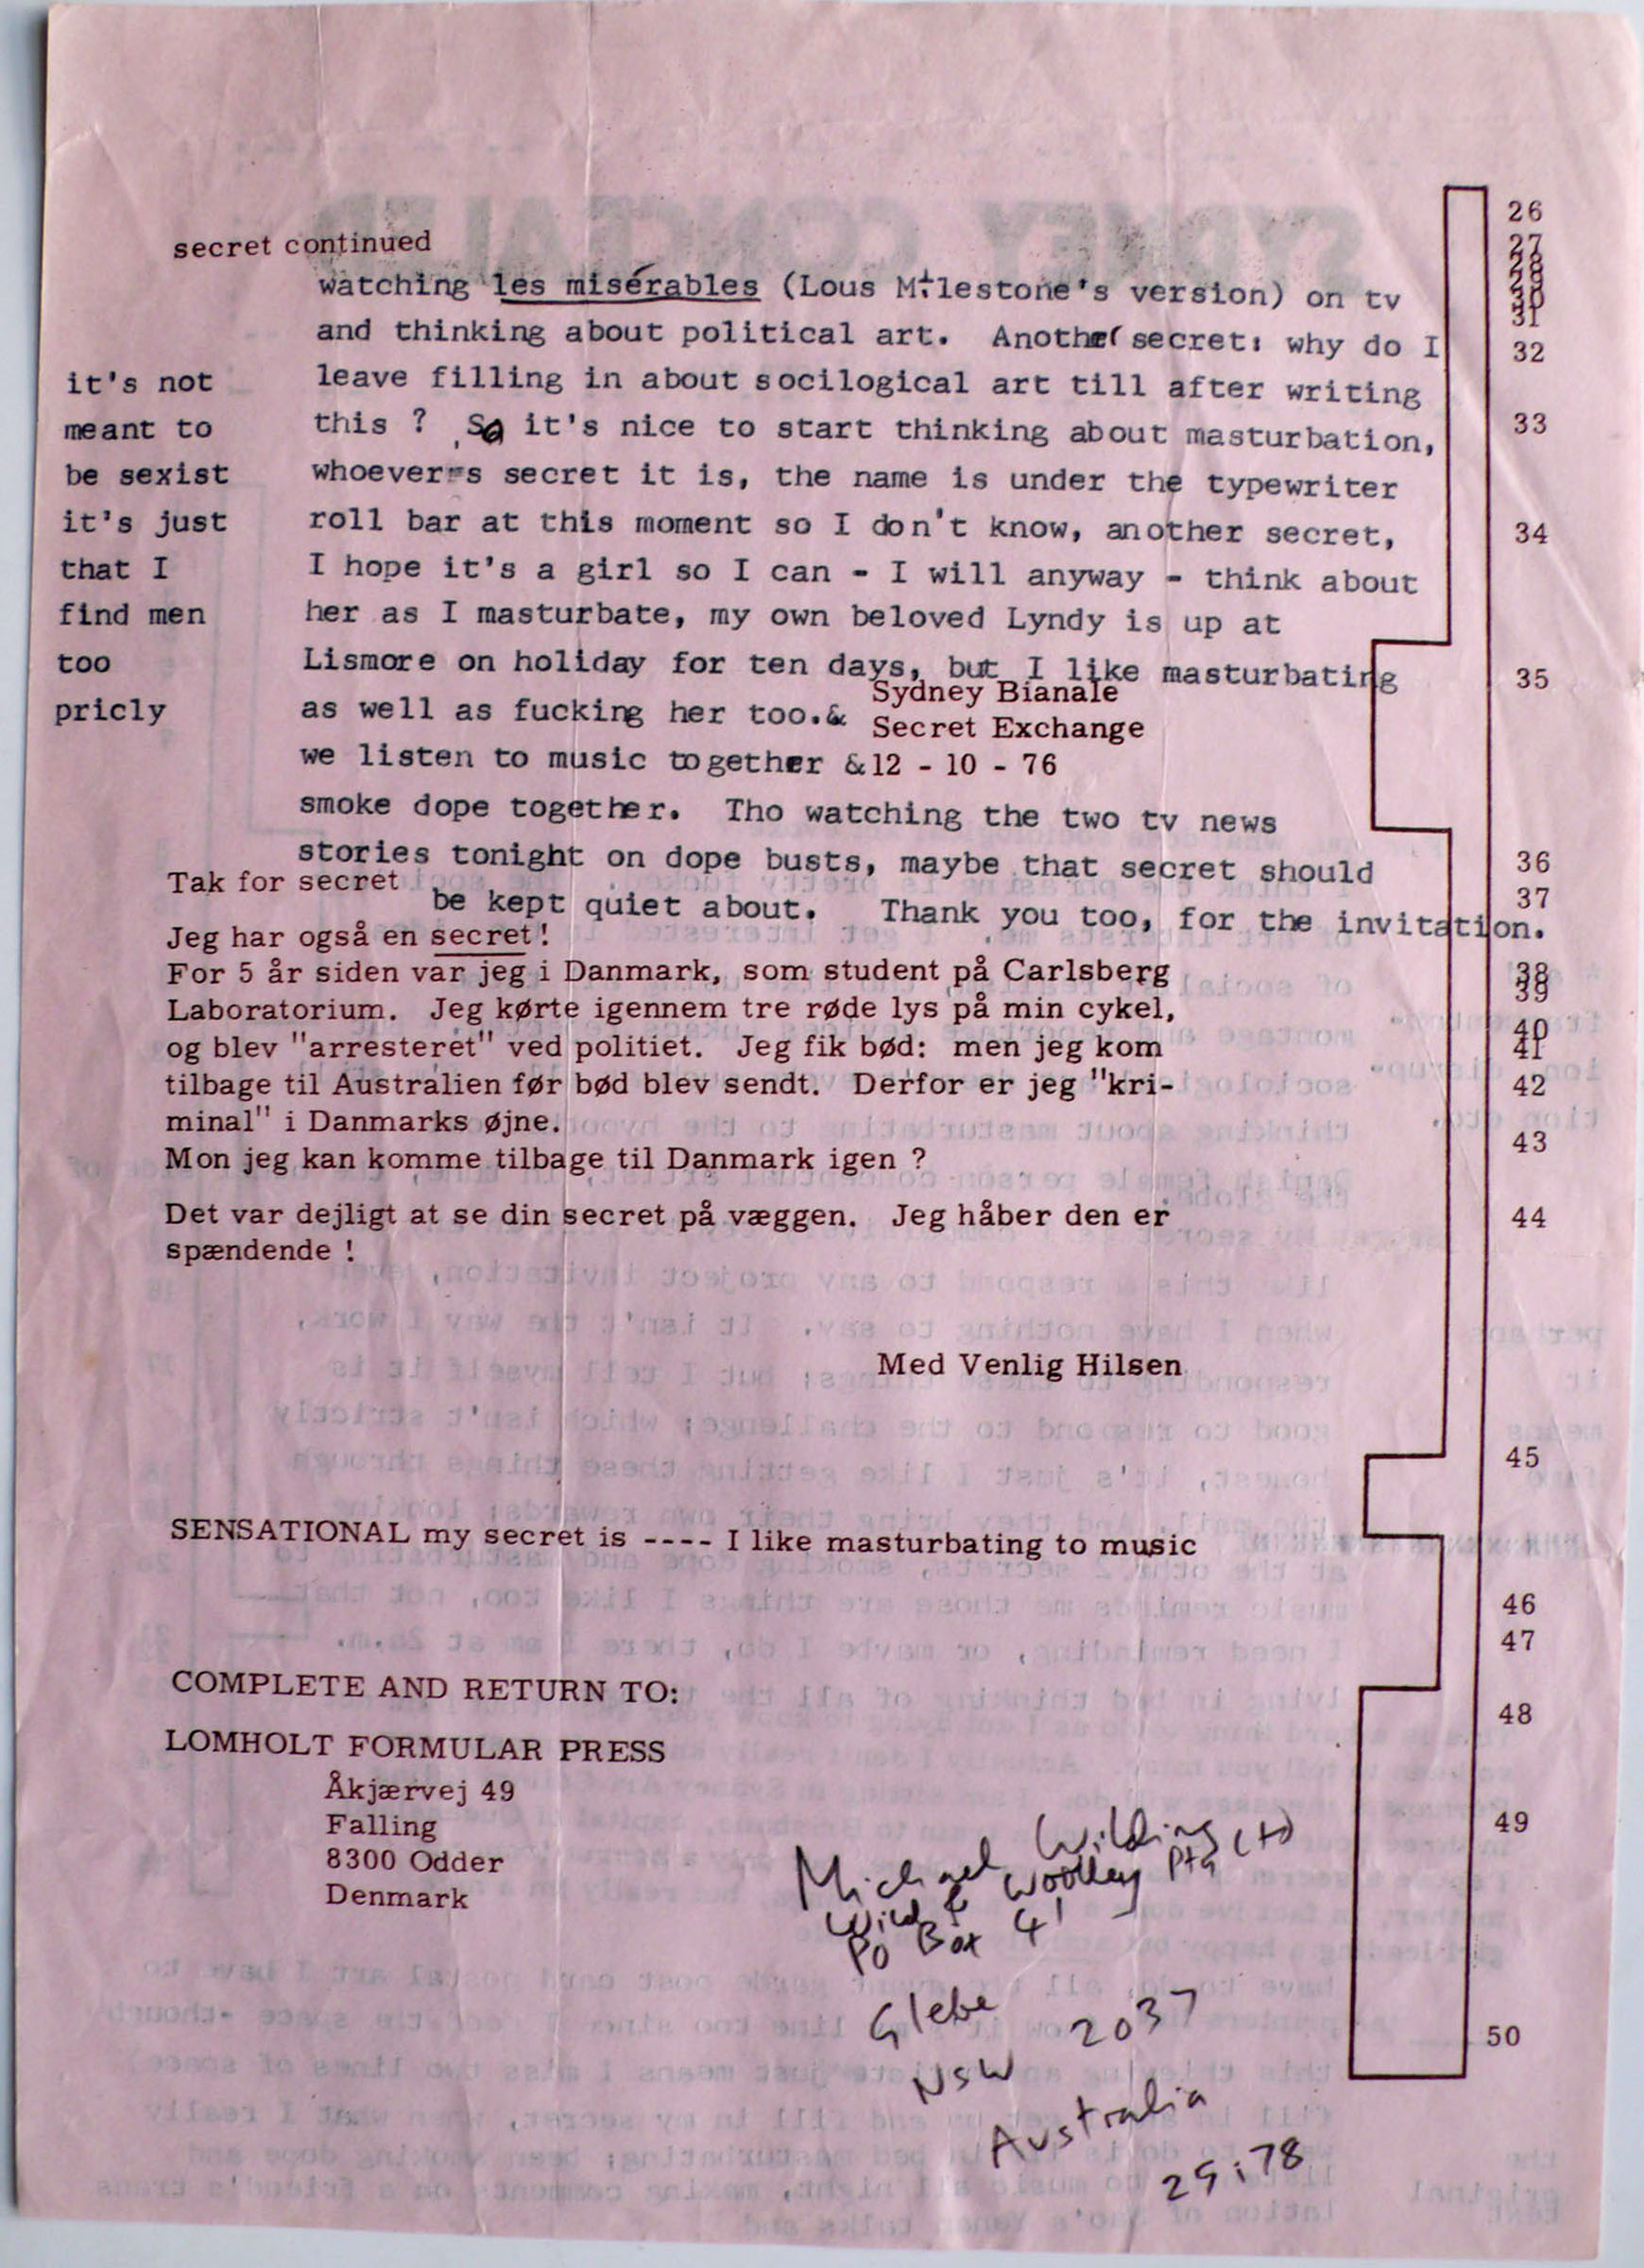 secret continued
watching les misérables (Lous Milestone's version) on tv
and thinking about political art. Another secret: why do I
leave filling in about socilogical art till after writing
this ? So it's nice to start thinking about masturbation,
whoever's secret it is, the name is under the typewriter
roll bar at this moment so I don't know, another secret,
I hope it's a girl so I can - I will anyway - think about
her as I masturbate, my own beloved Lyndy is up at
Lismore on holiday for ten days, but I like masturbating
as well as fucking her too.&
we listen to music together &
smoke dope together. Tho watching the two tv news
stories tonight on dope busts, maybe that secret should
be kept quiet about. Thank you too, for the invitation.
it's not
meant to
be sexist
it's just
that I
find men
too
pricly
Sydney Bianale
Secret Exchange
12 - 10 - 76
Tak for secret
Jeg har også en secret!
For 5 år siden var jeg i Danmark, som student på Carlsberg
Laboratorium. Jeg kørte igennem tre røde lys på min cykel,
og blev "arresteret" ved politiet. Jeg fik bød: men jeg kom
tilbage til Australien før bød blev sendt. Derfor er jeg "kri-
minal" i Danmarks øjne.
Mon jeg kan komme tilbage til Danmark igen ?
Det var dejligt at se din secret på væggen. Jeg håber den er
spændende !
Med Venlig Hilsen
SENSATIONAL my secret is ---- I like masturbating to music
COMPLETE AND RETURN TO:
LOMHOLT FORMULAR PRESS
Åkjærvej 49
Falling
8300 Odder
Denmark
Michael Wilding
Wild & Woolley Pty Ltd
PO Box 41
Glebe
NSW 2037
Australia
26
27
28
29
30
31
32
33
34
35
36
37
38
39
40
41
42
43
44
45
46
47
48
49
50